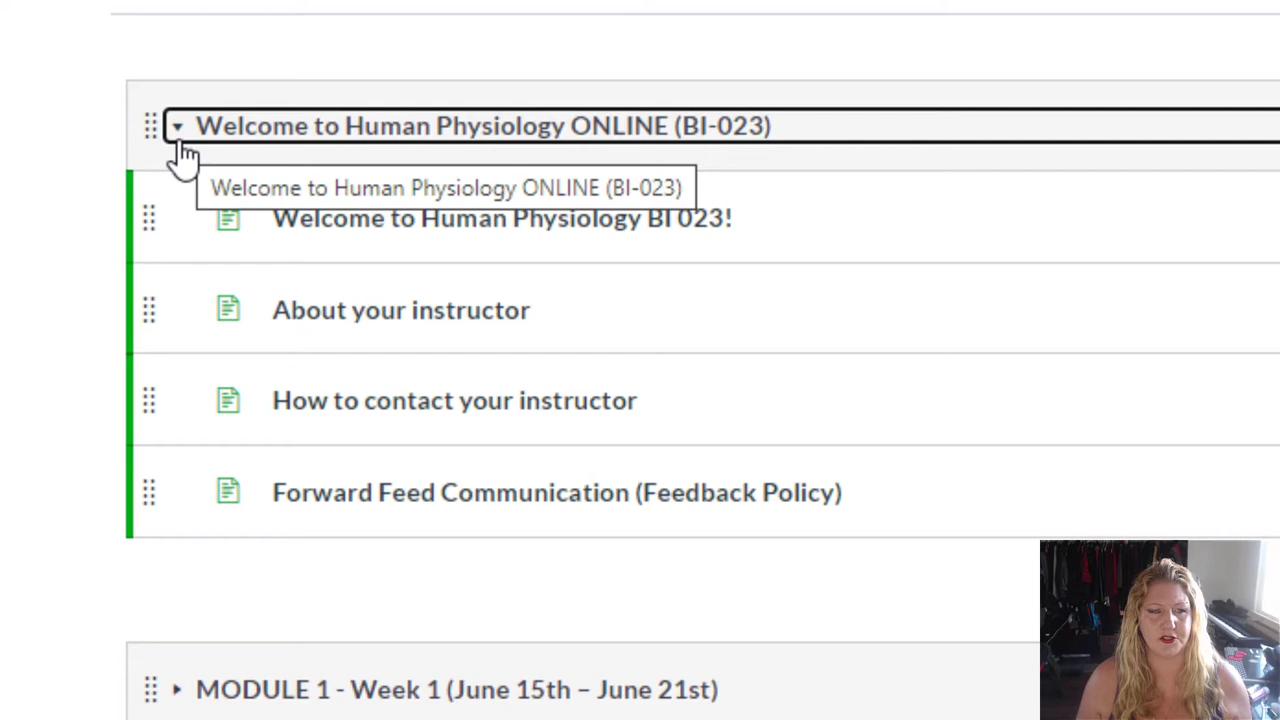 Welcome to Human Physiology ONLINE (BI-023)
Welcome to Human Physiology ONLINE (BI-023)
Welcome to Human Physiology BI 023!
About your instructor
How to contact your instructor
Forward Feed Communication (Feedback Policy)
MODULE 1 - Week 1 (June 15th – June 21st)